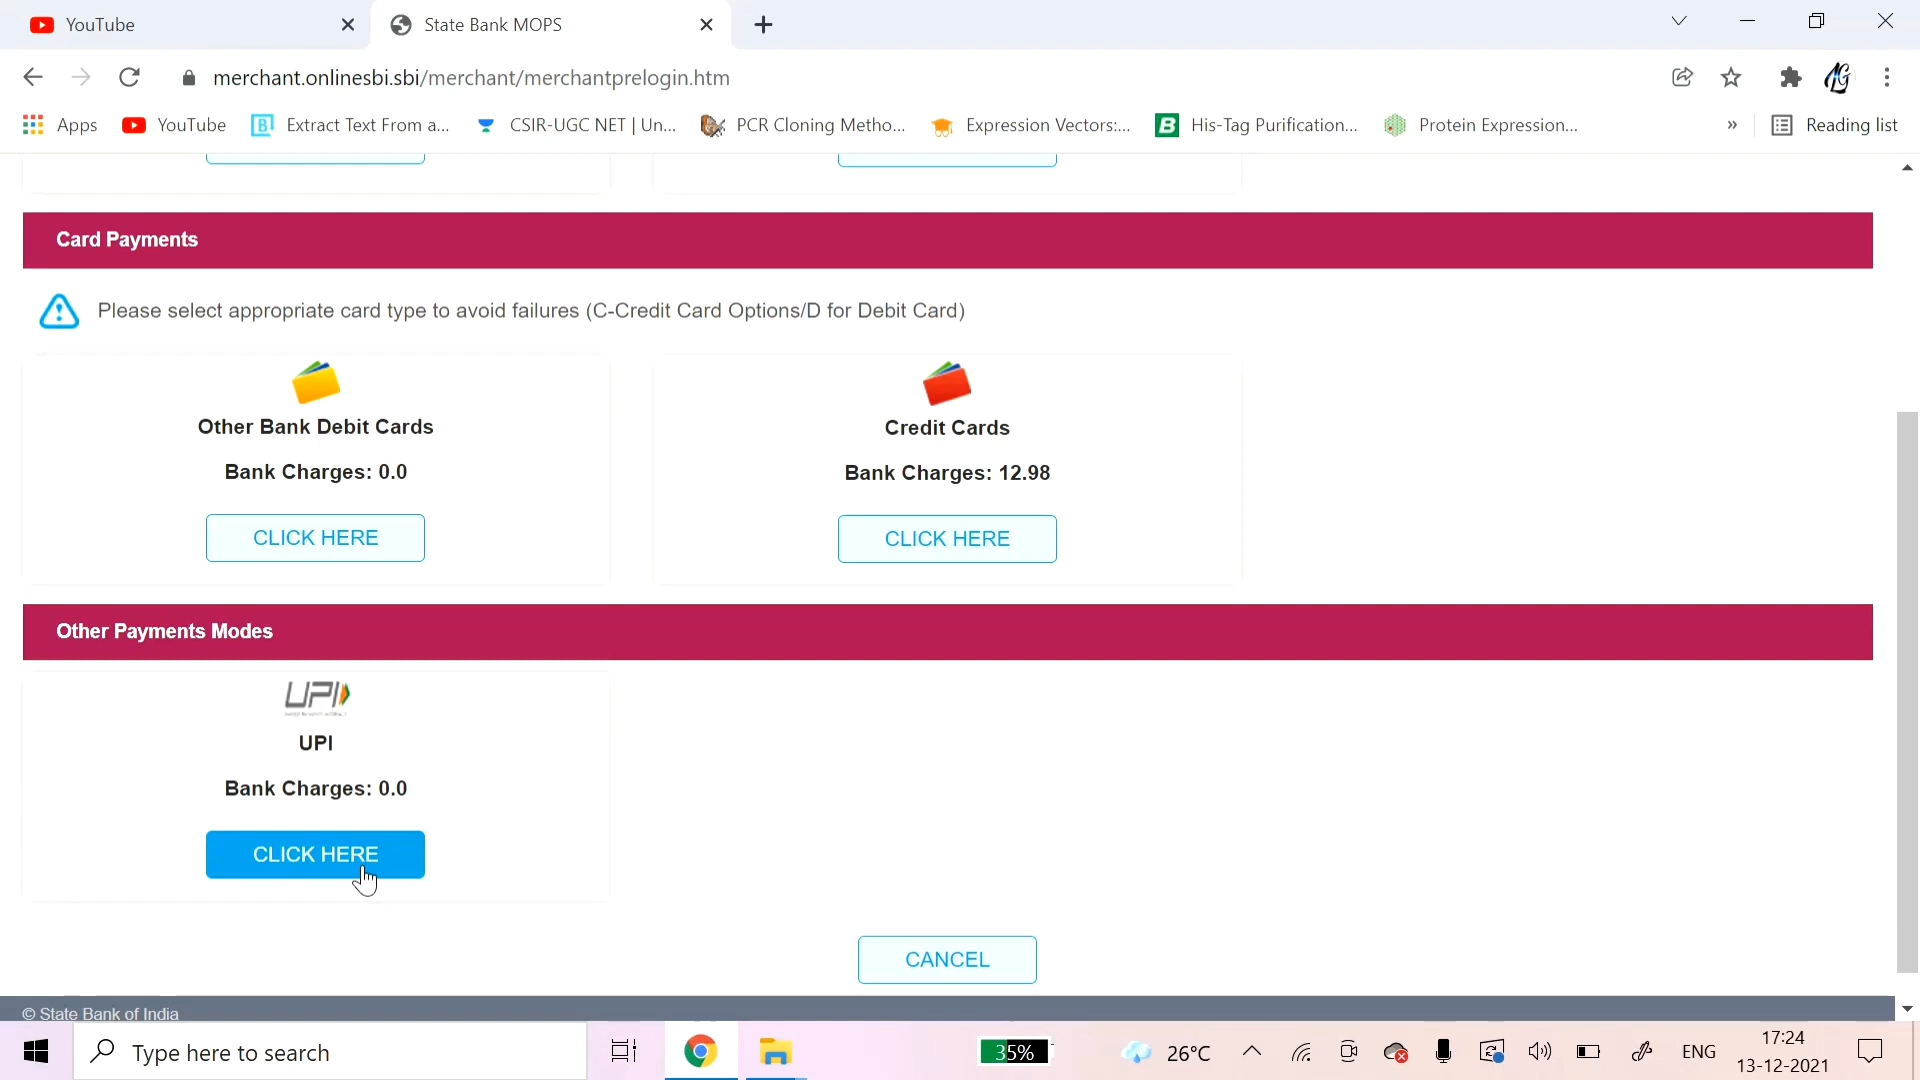 YouTube
State Bank MOPS
merchant.onlinesbi.sbi/merchant/merchantprelogin.htm
Apps
YouTube
Extract Text From a...
CSIR-UGC NET | Un...
PCR Cloning Metho...
Expression Vectors:...
His-Tag Purification...
Protein Expression...
»
Reading list
Card Payments
Please select appropriate card type to avoid failures (C-Credit Card Options/D for Debit Card)
Other Bank Debit Cards
Bank Charges: 0.0
CLICK HERE
Credit Cards
Bank Charges: 12.98
CLICK HERE
Other Payments Modes
UPI
UPI
Bank Charges: 0.0
CLICK HERE
CANCEL
© State Bank of India
Type here to search
35%
26°C
ENG
17:24
13-12-2021